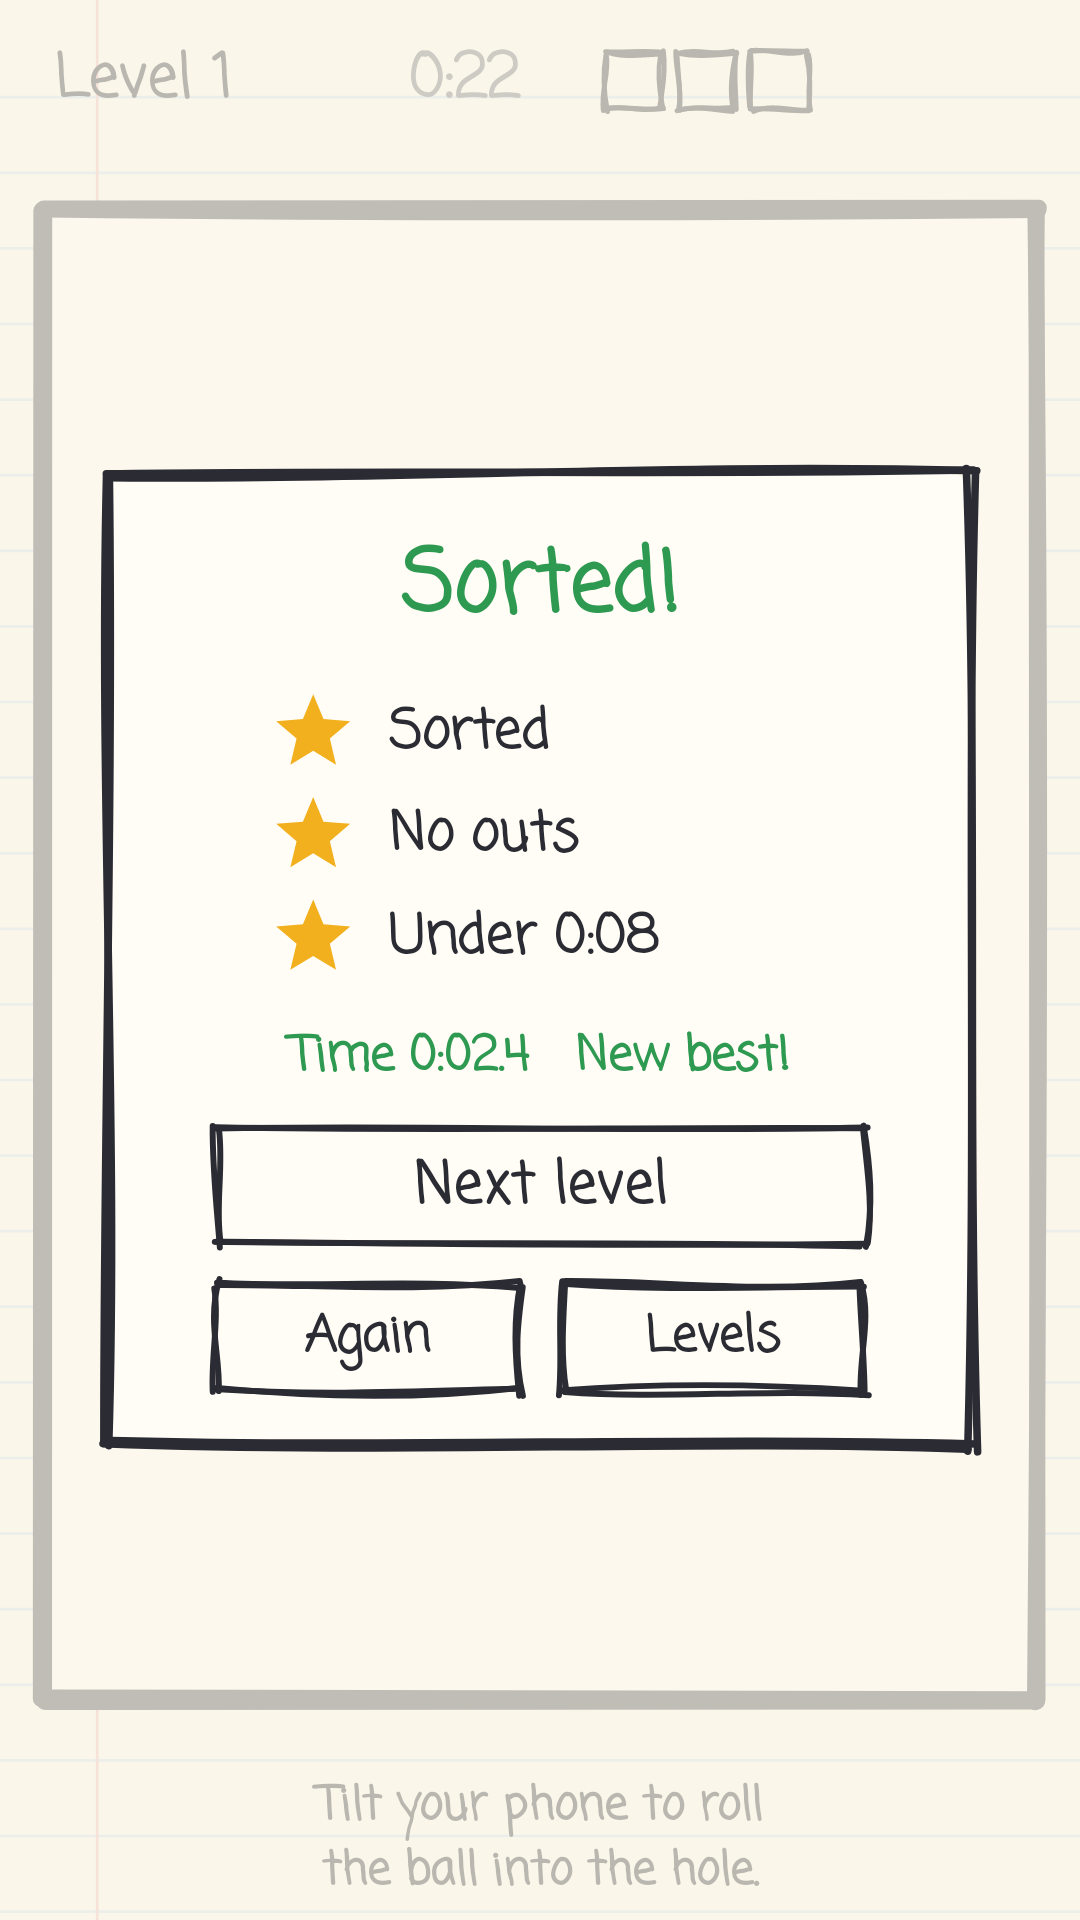 Level 1 0:22
Sorted!
Sorted
No outs
Under 0:08
Time 0:02.4 New best!
Next level
Again Levels
Tilt your phone to roll
the ball into the hole.